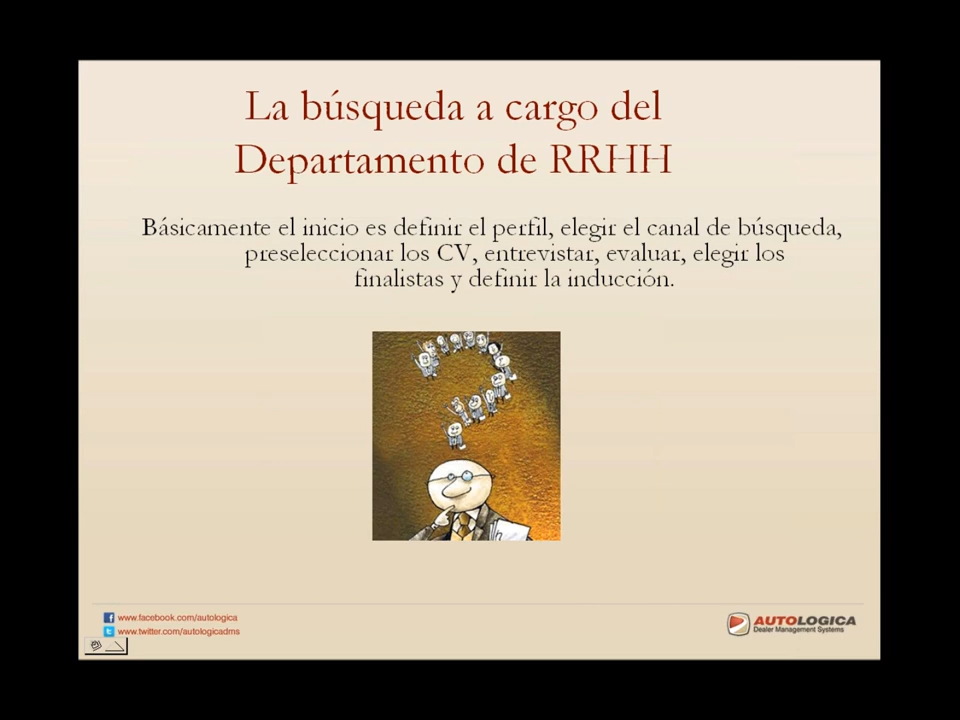 La búsqueda a cargo del
Departamento de RRHH
Básicamente el inicio es definir el perfil, elegir el canal de búsqueda,
preseleccionar los CV, entrevistar, evaluar, elegir los
finalistas y definir la inducción.
www.facebook.com/autologica
www.twitter.com/autologicadms
AUTOLOGICA
Dealer Management Systems